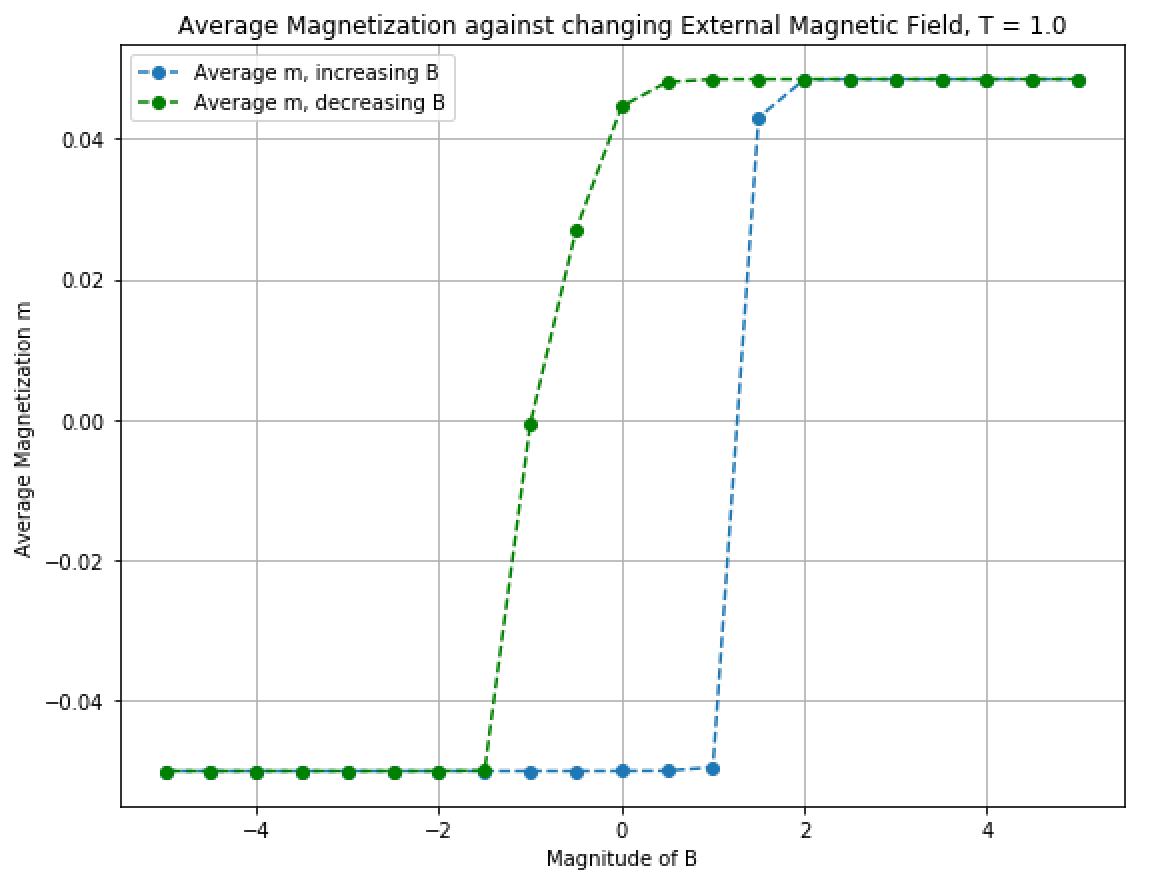 Average Magnetization against changing External Magnetic Field, T = 1.0
Average m, increasing B
Average m, decreasing B
0.04
0.02
0.00
−0.02
−0.04
Average Magnetization m
−4
−2
0
2
4
Magnitude of B